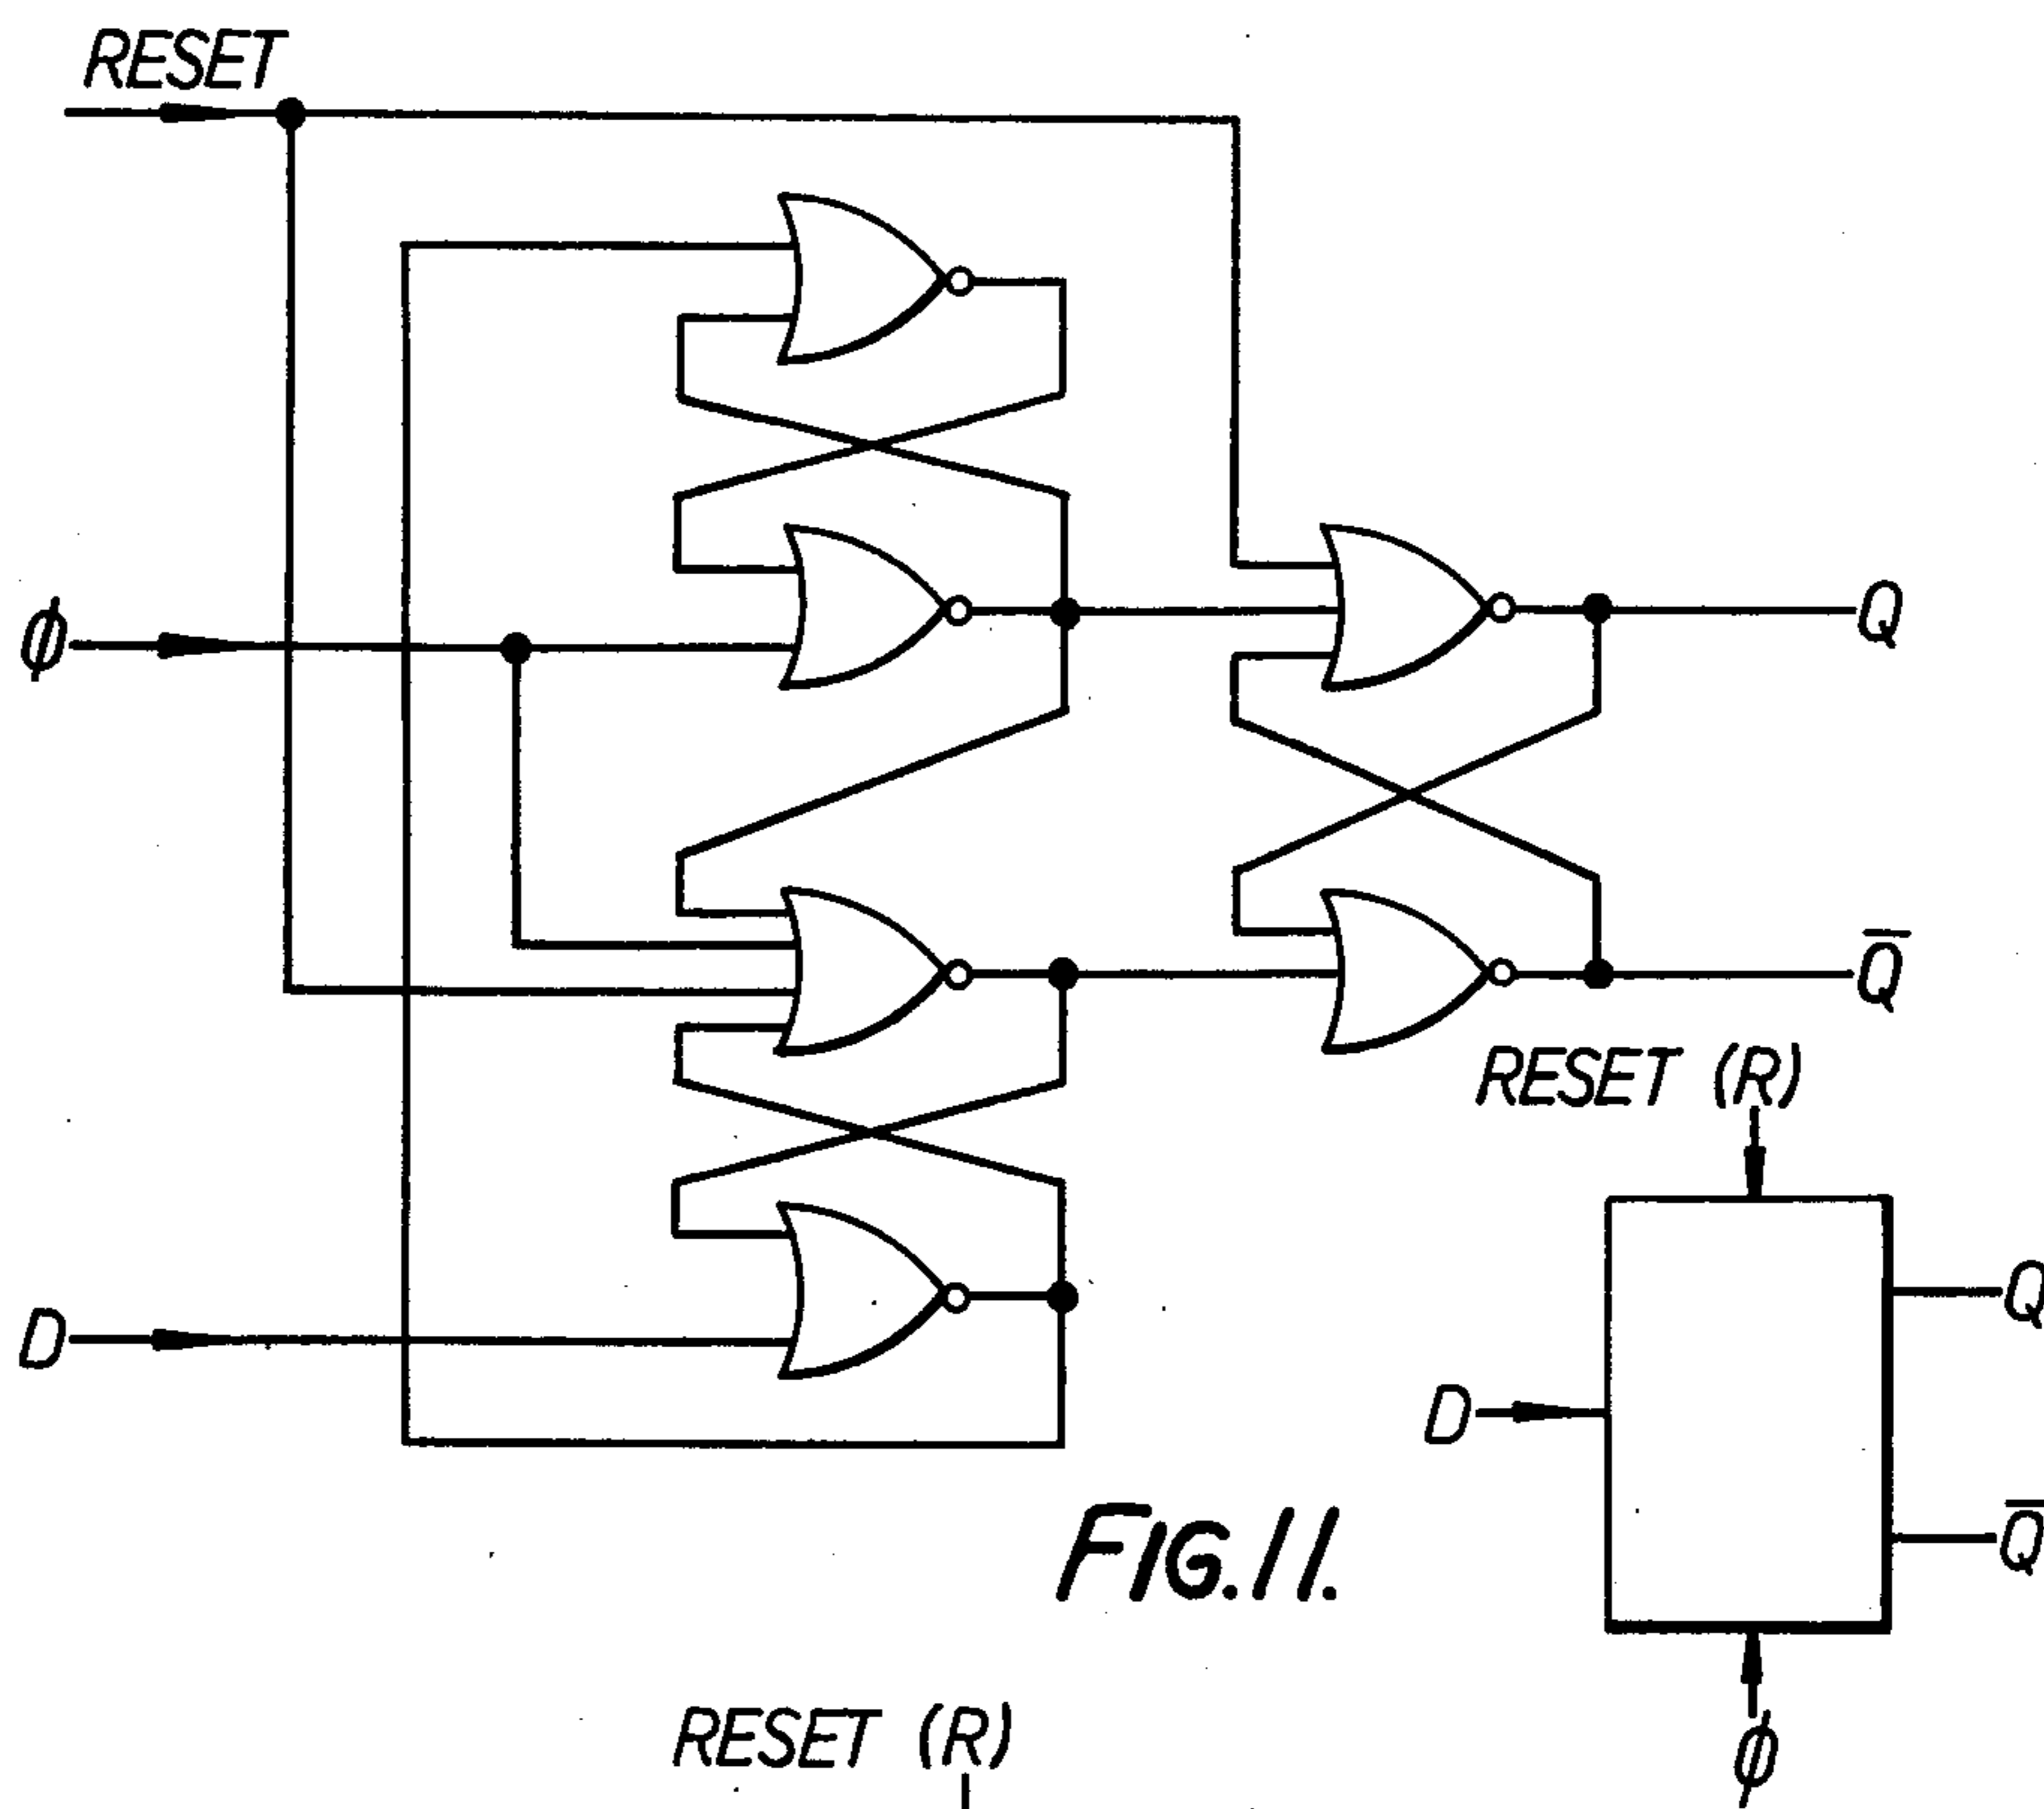 RESET
ϕ
Q
Q̅
RESET (R)
Q
D
D
Q̅
FIG.11.
RESET (R)
ϕ